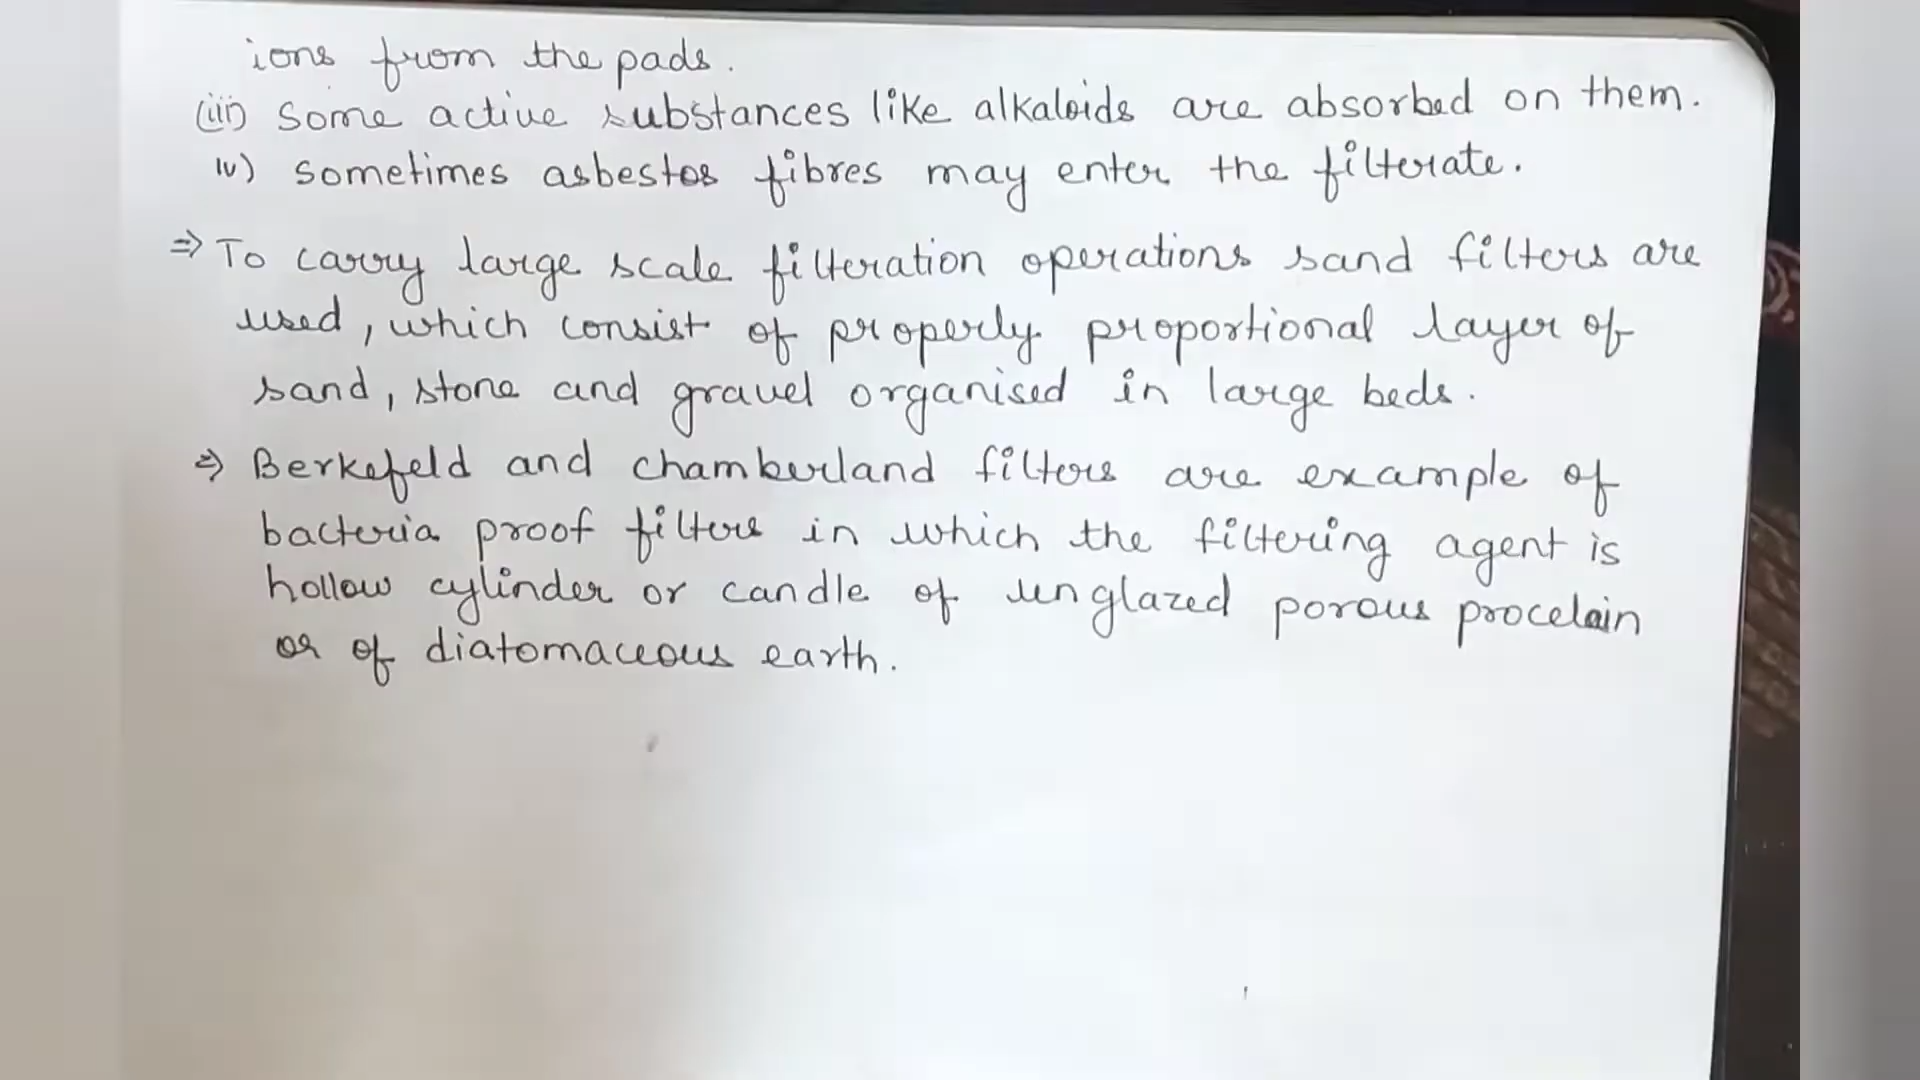 ions from the pads.
(iii) Some active substances like alkaloids are absorbed on them.
iv) sometimes asbestos fibres may enter the filterate.
⇒ To carry large scale filteration operations sand filters are
used, which consist of properly proportional layer of
sand, stone and gravel organised in large beds.
⇒ Berkefeld and chamberland filters are example of
bacteria proof filters in which the filtering agent is
hollow cylinder or candle of unglazed porous procelain
or of diatomaceous earth.